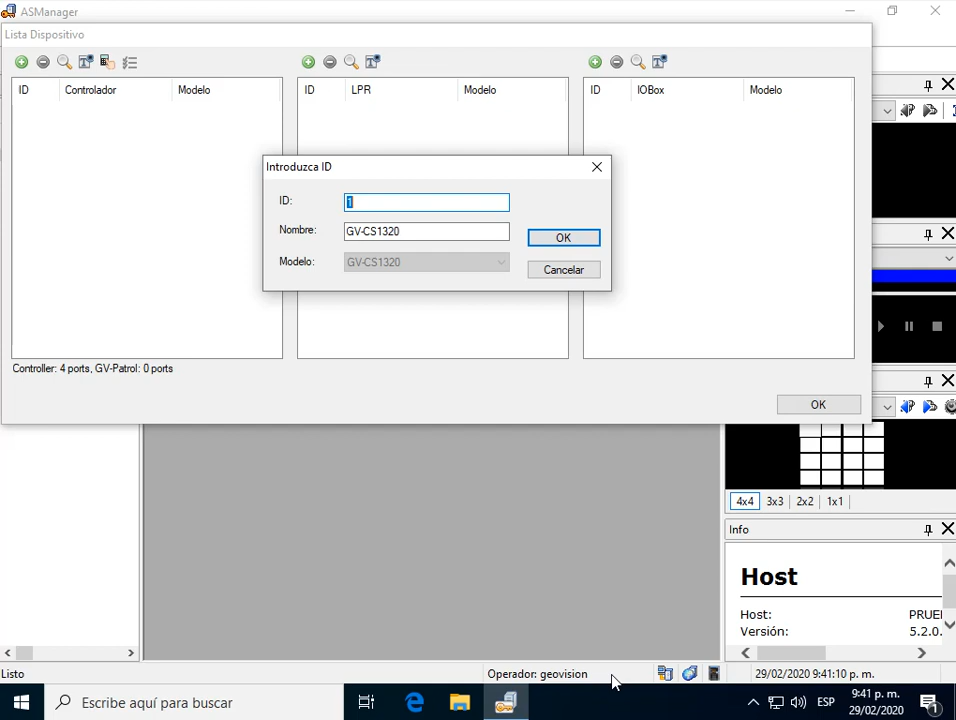 ASManager
Lista Dispositivo
ID Controlador Modelo
ID LPR Modelo
ID IOBox Modelo
Introduzca ID
ID: 1
Nombre: GV-CS1320
OK
Modelo: GV-CS1320
Cancelar
Controller: 4 ports, GV-Patrol: 0 ports
OK
4x4 3x3 2x2 1x1
Info
Host
Host: PRUE
Versión: 5.2.0.
Listo
Operador: geovision
29/02/2020 9:41:10 p. m.
Escribe aquí para buscar
ESP
9:41 p. m.
29/02/2020
1